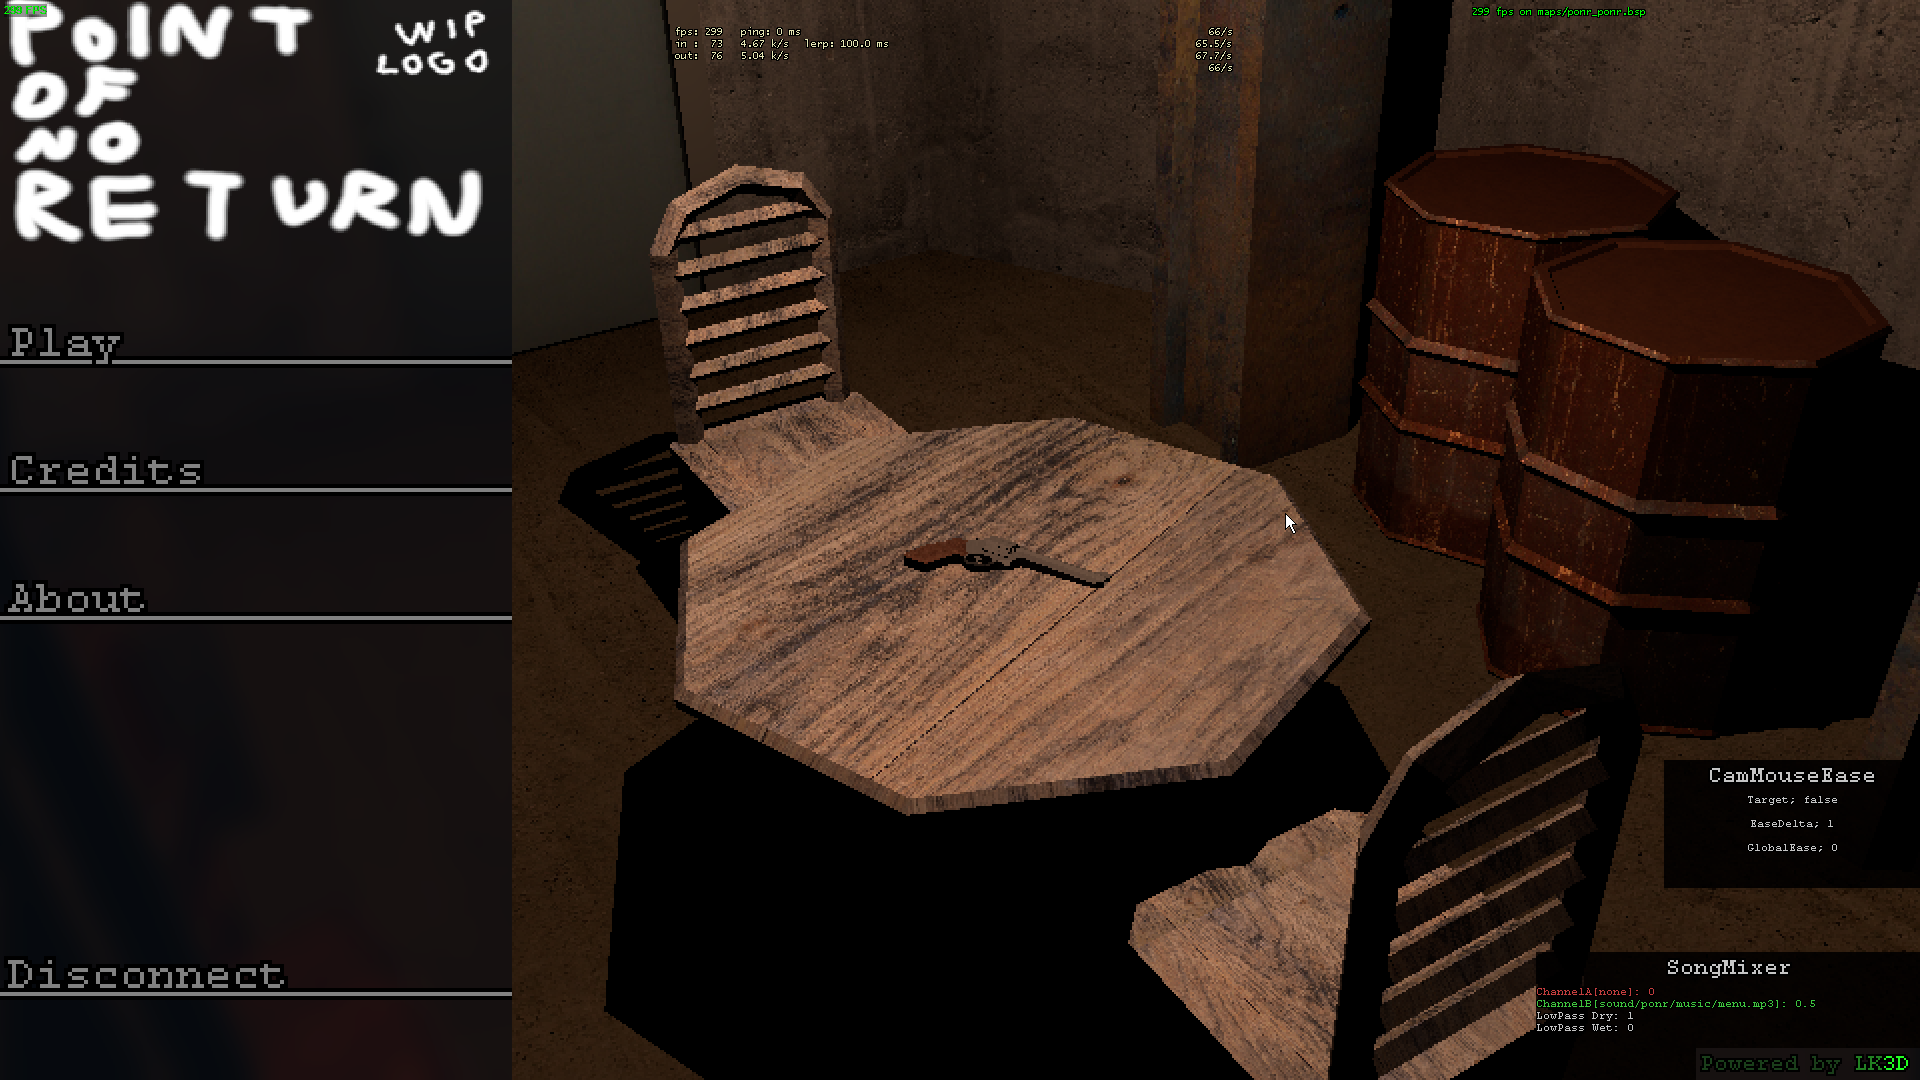 POINT
OF
NO
RETURN
WIP
LOGO
Play
Credits
About
Disconnect
fps: 299 ping: 0 ms
in : 73 4.67 k/s lerp: 100.0 ms
out: 76 5.04 k/s
66/s
65.5/s
67.7/s
66/s
299 fps on maps/ponr_ponr.bsp
CamMouseEase
Target; false
EaseDelta; 1
GlobalEase; 0
SongMixer
ChannelA[none]: 0
ChannelB[sound/ponr/music/menu.mp3]: 0.5
LowPass Dry: 1
LowPass Wet: 0
Powered by LK3D